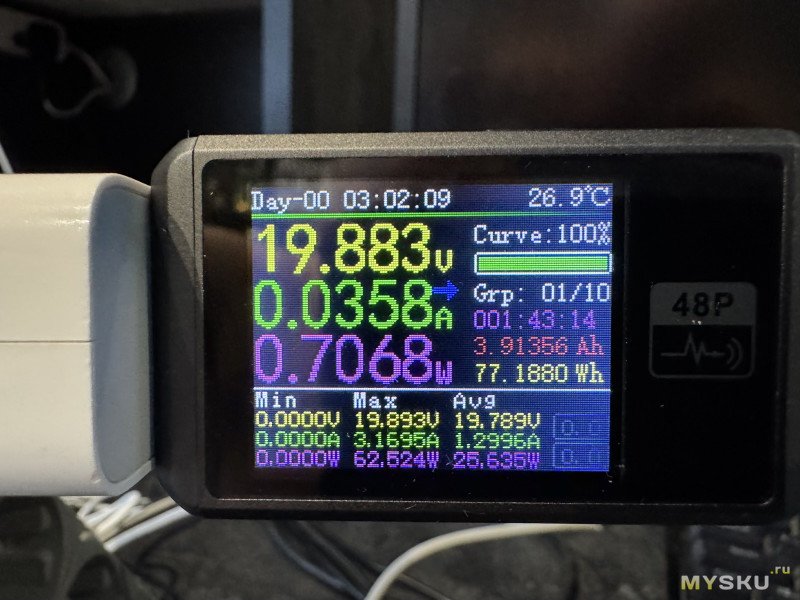 Day-00 03:02:09 26.9℃
19.883V
Curve:100%
0.0358A
Grp: 01/10
001:43:14
0.7068W
3.91356 Ah
77.1880 Wh
Min Max Avg
0.0000V 19.893V 19.789V
0.0000A 3.1695A 1.2996A
0.0000W 62.524W 25.635W
48P
MYSKU.ru